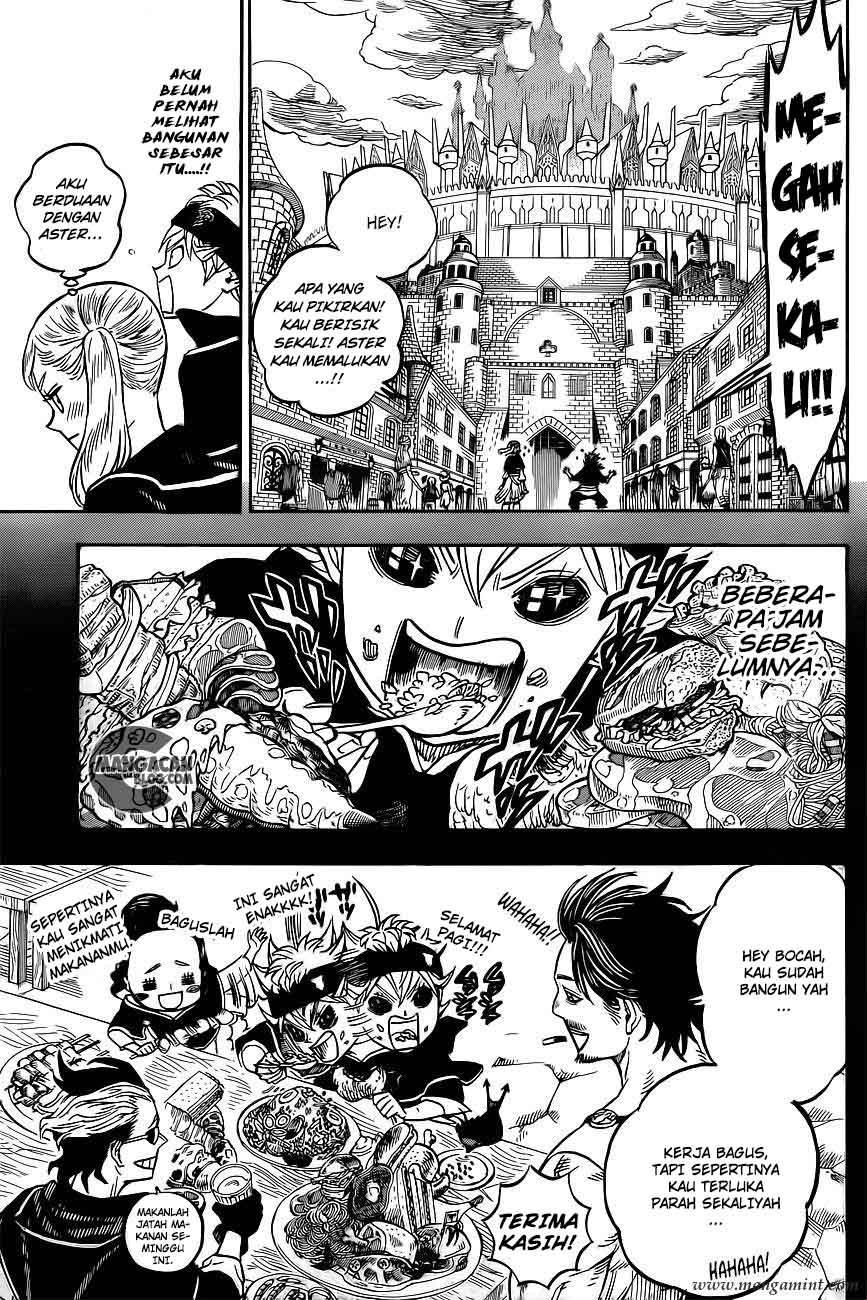 ME-
GAH
SE-
KA-
LI!!
HEY!
APA YANG
KAU PIKIRKAN!
KAU BERISIK
SEKALI! ASTER
KAU MEMALUKAN
...!!
AKU
BELUM
PERNAH
MELIHAT
BANGUNAN
SEBESAR
ITU....!!
AKU
BERDUAAN
DENGAN
ASTER...
BEBERA-
PA JAM
SEBE-
LUMNYA...
MANGACAN
BLOG.COM
HEY BOCAH,
KAU SUDAH
BANGUN YAH
...
WAHAHA!!
SELAMAT
PAGI!!!
INI SANGAT
ENAKKKK!
BAGUSLAH
SEPERTINYA
KAU SANGAT
MENIKMATI
MAKANANMU!
KERJA BAGUS,
TAPI SEPERTINYA
KAU TERLUKA
PARAH SEKALIYAH
...
HAHAHA!
TERIMA
KASIH!
MAKANLAH
JATAH MA-
KANAN SE-
MINGGU
INI.
www.mangamint.com